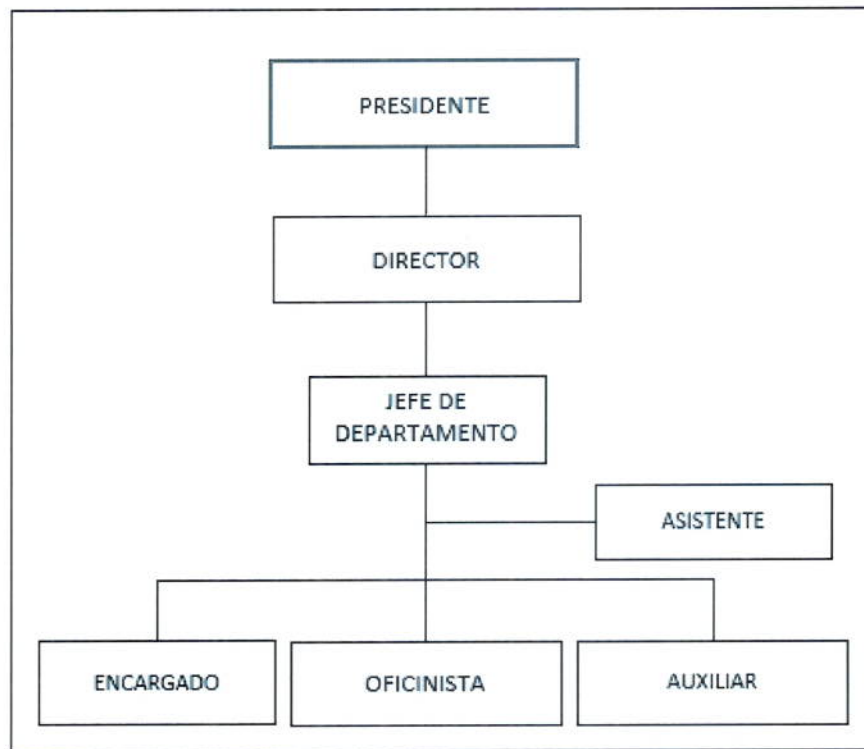 PRESIDENTE
DIRECTOR
JEFE DE
DEPARTAMENTO
ASISTENTE
ENCARGADO
OFICINISTA
AUXILIAR